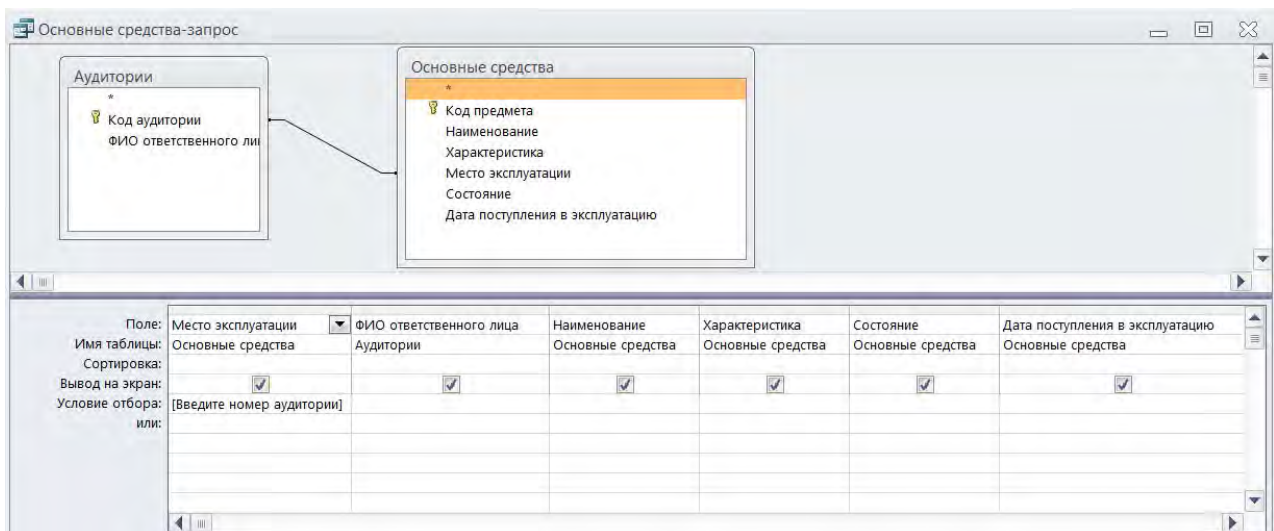 Основные средства-запрос
Аудитории
*
Код аудитории
ФИО ответственного ли
Основные средства
*
Код предмета
Наименование
Характеристика
Место эксплуатации
Состояние
Дата поступления в эксплуатацию
Поле: Место эксплуатации ФИО ответственного лица Наименование Характеристика Состояние Дата поступления в эксплуатацию
Имя таблицы: Основные средства Аудитории Основные средства Основные средства Основные средства Основные средства
Сортировка:
Вывод на экран:
Условие отбора: [Введите номер аудитории]
или: